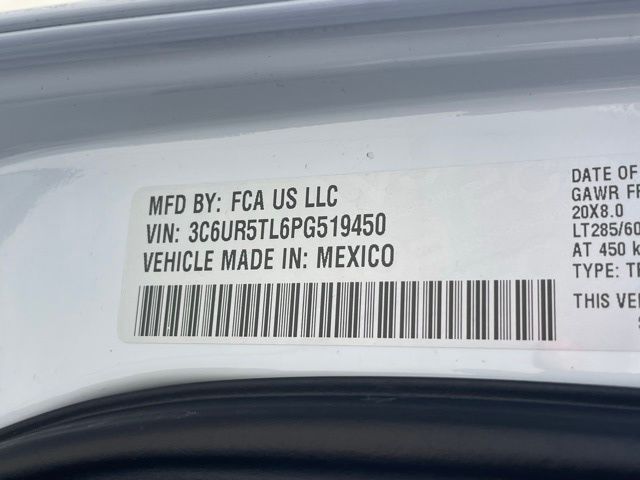 MFD BY: FCA US LLC
VIN: 3C6UR5TL6PG519450
VEHICLE MADE IN: MEXICO
DATE OF
GAWR FR
20X8.0
LT285/60
AT 450 k
TYPE: TR
THIS VEH